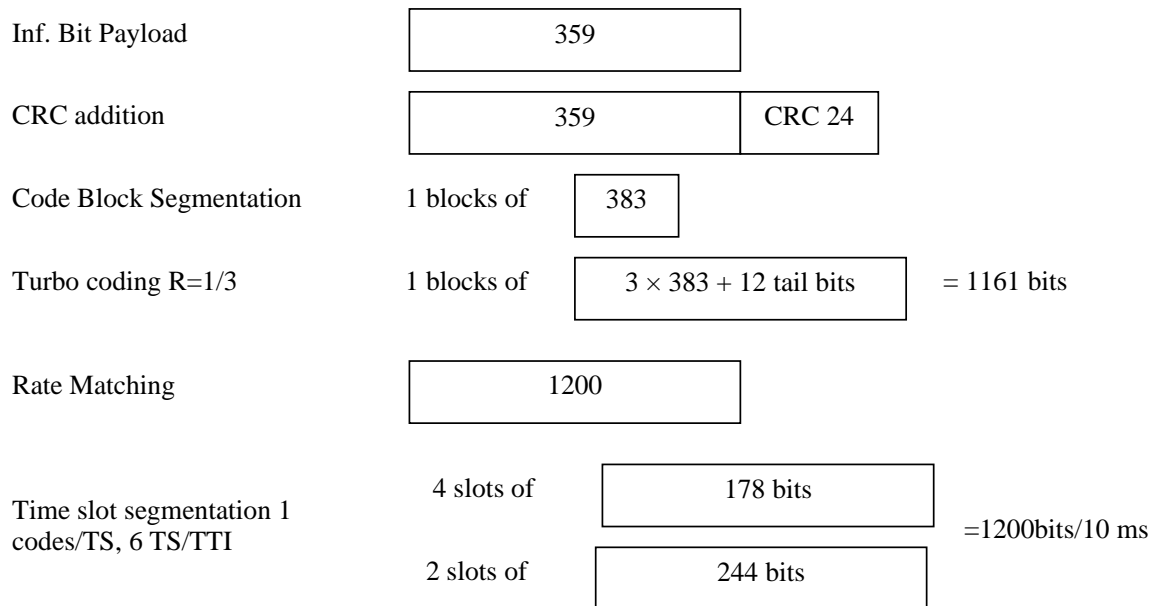 Inf. Bit Payload 359
CRC addition 359 CRC 24
Code Block Segmentation 1 blocks of 383
Turbo coding R=1/3 1 blocks of 3 × 383 + 12 tail bits = 1161 bits
Rate Matching 1200
4 slots of 178 bits
Time slot segmentation 1
codes/TS, 6 TS/TTI =1200bits/10 ms
2 slots of 244 bits